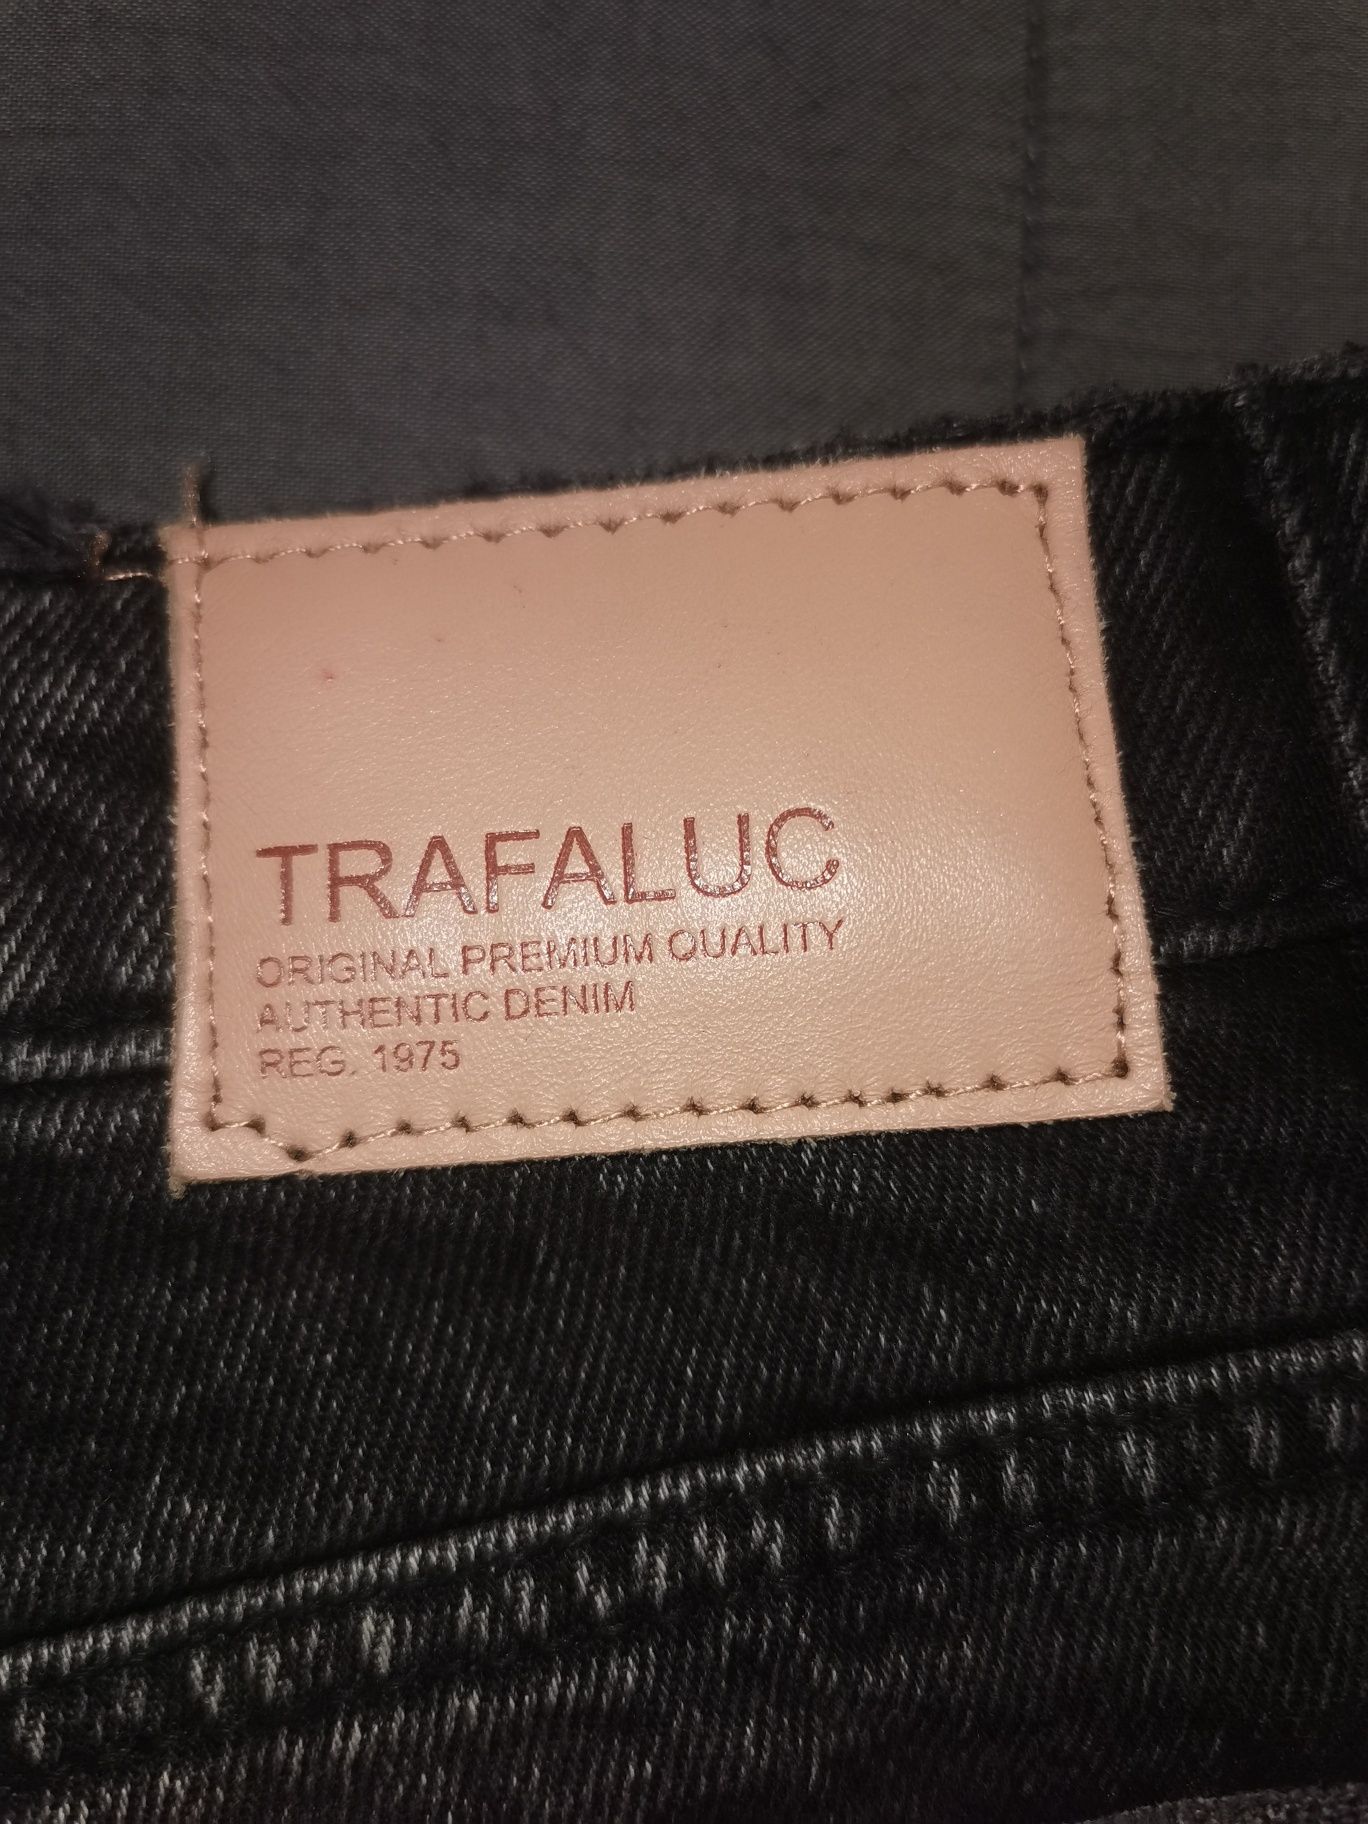 TRAFALUC
ORIGINAL PREMIUM QUALITY
AUTHENTIC DENIM
REG. 1975